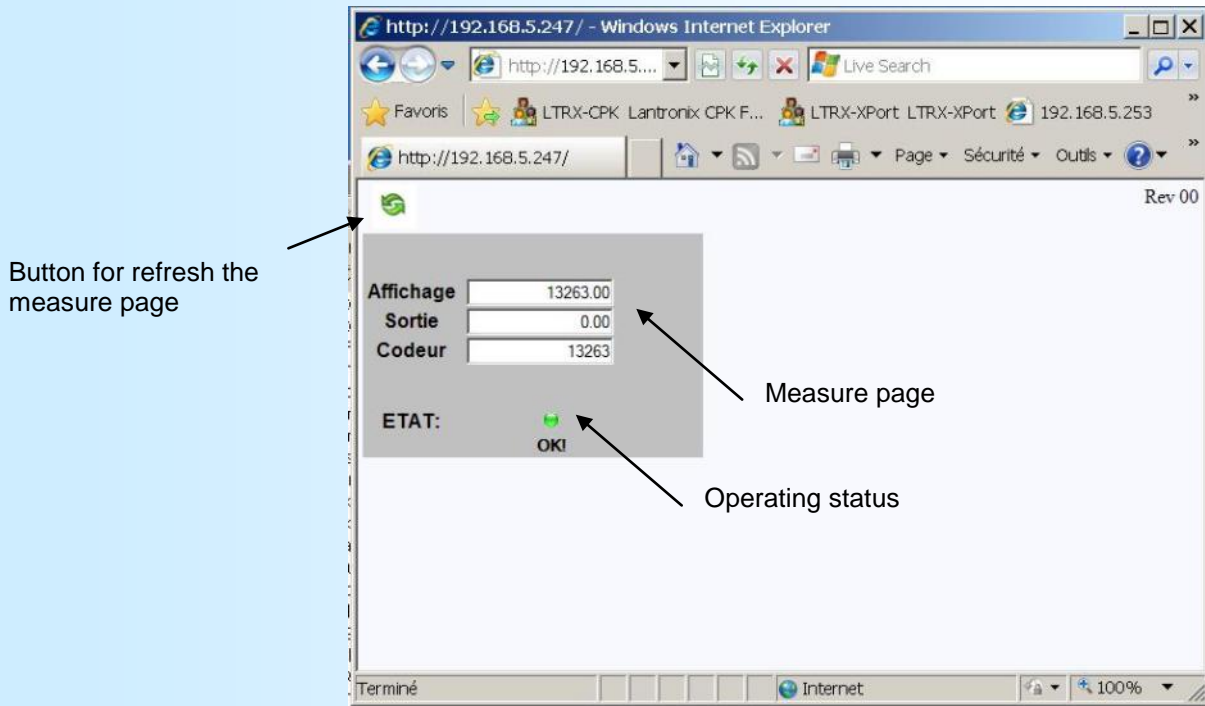 http://192.168.5.247/ - Windows Internet Explorer
http://192.168.5.... Live Search
Favoris LTRX-CPK Lantronix CPK F... LTRX-XPort LTRX-XPort 192.168.5.253 »
http://192.168.5.247/ Page Sécurité Outils »
Rev 00
Button for refresh the
measure page
Affichage 13263.00
Sortie 0.00
Codeur 13263
Measure page
ETAT:
OK!
Operating status
Terminé Internet 100%